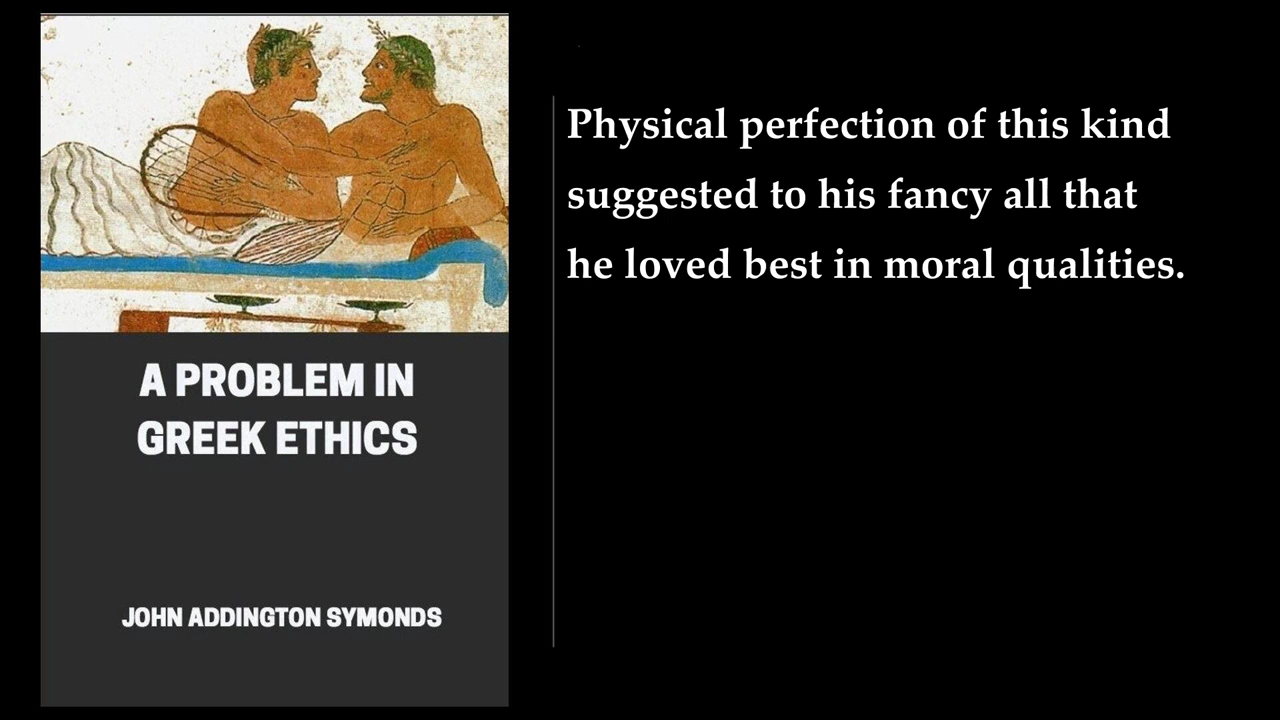 A PROBLEM IN
GREEK ETHICS
JOHN ADDINGTON SYMONDS
Physical perfection of this kind
suggested to his fancy all that
he loved best in moral qualities.